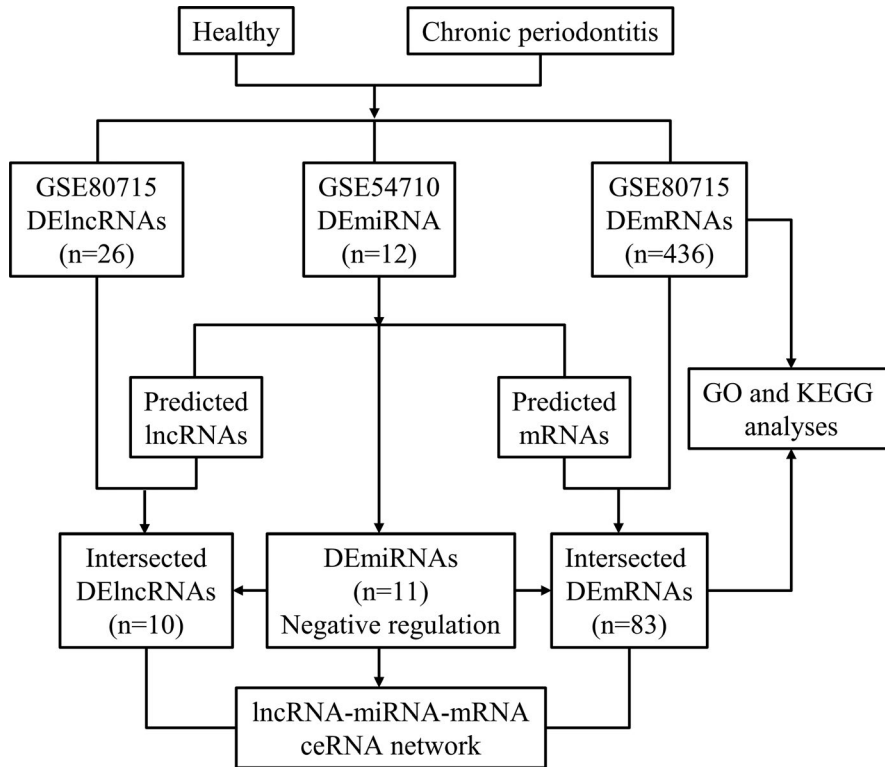 Healthy
Chronic periodontitis
GSE80715
DElncRNAs
(n=26)
GSE54710
DEmiRNA
(n=12)
GSE80715
DEmRNAs
(n=436)
Predicted
lncRNAs
Predicted
mRNAs
GO and KEGG
analyses
Intersected
DElncRNAs
(n=10)
DEmiRNAs
(n=11)
Negative regulation
Intersected
DEmRNAs
(n=83)
lncRNA-miRNA-mRNA
ceRNA network